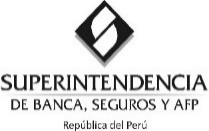 SUPERINTENDENCIA
DE BANCA, SEGUROS Y AFP
República del Perú